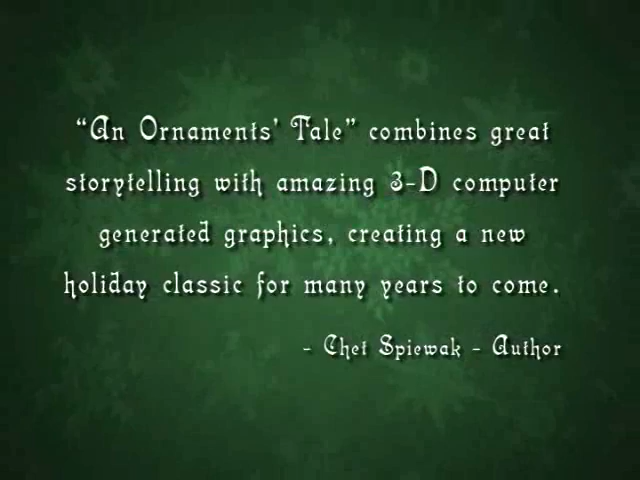 “An Ornaments’ Tale” combines great
storytelling with amazing 3-D computer
generated graphics, creating a new
holiday classic for many years to come.
- Chet Spiewak - Author